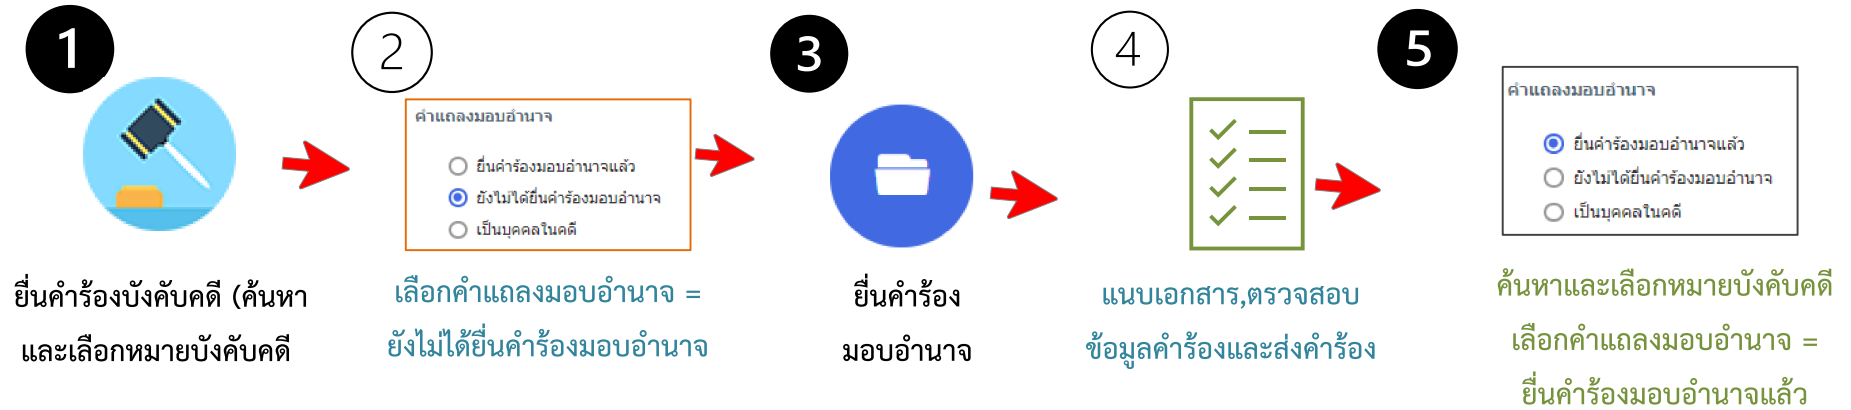 1
ยื่นคำร้องบังคับคดี (ค้นหา
และเลือกหมายบังคับคดี
2
คำแถลงมอบอำนาจ
ยื่นคำร้องมอบอำนาจแล้ว
ยังไม่ได้ยื่นคำร้องมอบอำนาจ
เป็นบุคคลในคดี
เลือกคำแถลงมอบอำนาจ =
ยังไม่ได้ยื่นคำร้องมอบอำนาจ
3
ยื่นคำร้อง
มอบอำนาจ
4
แนบเอกสาร,ตรวจสอบ
ข้อมูลคำร้องและส่งคำร้อง
5
คำแถลงมอบอำนาจ
ยื่นคำร้องมอบอำนาจแล้ว
ยังไม่ได้ยื่นคำร้องมอบอำนาจ
เป็นบุคคลในคดี
ค้นหาและเลือกหมายบังคับคดี
เลือกคำแถลงมอบอำนาจ =
ยื่นคำร้องมอบอำนาจแล้ว